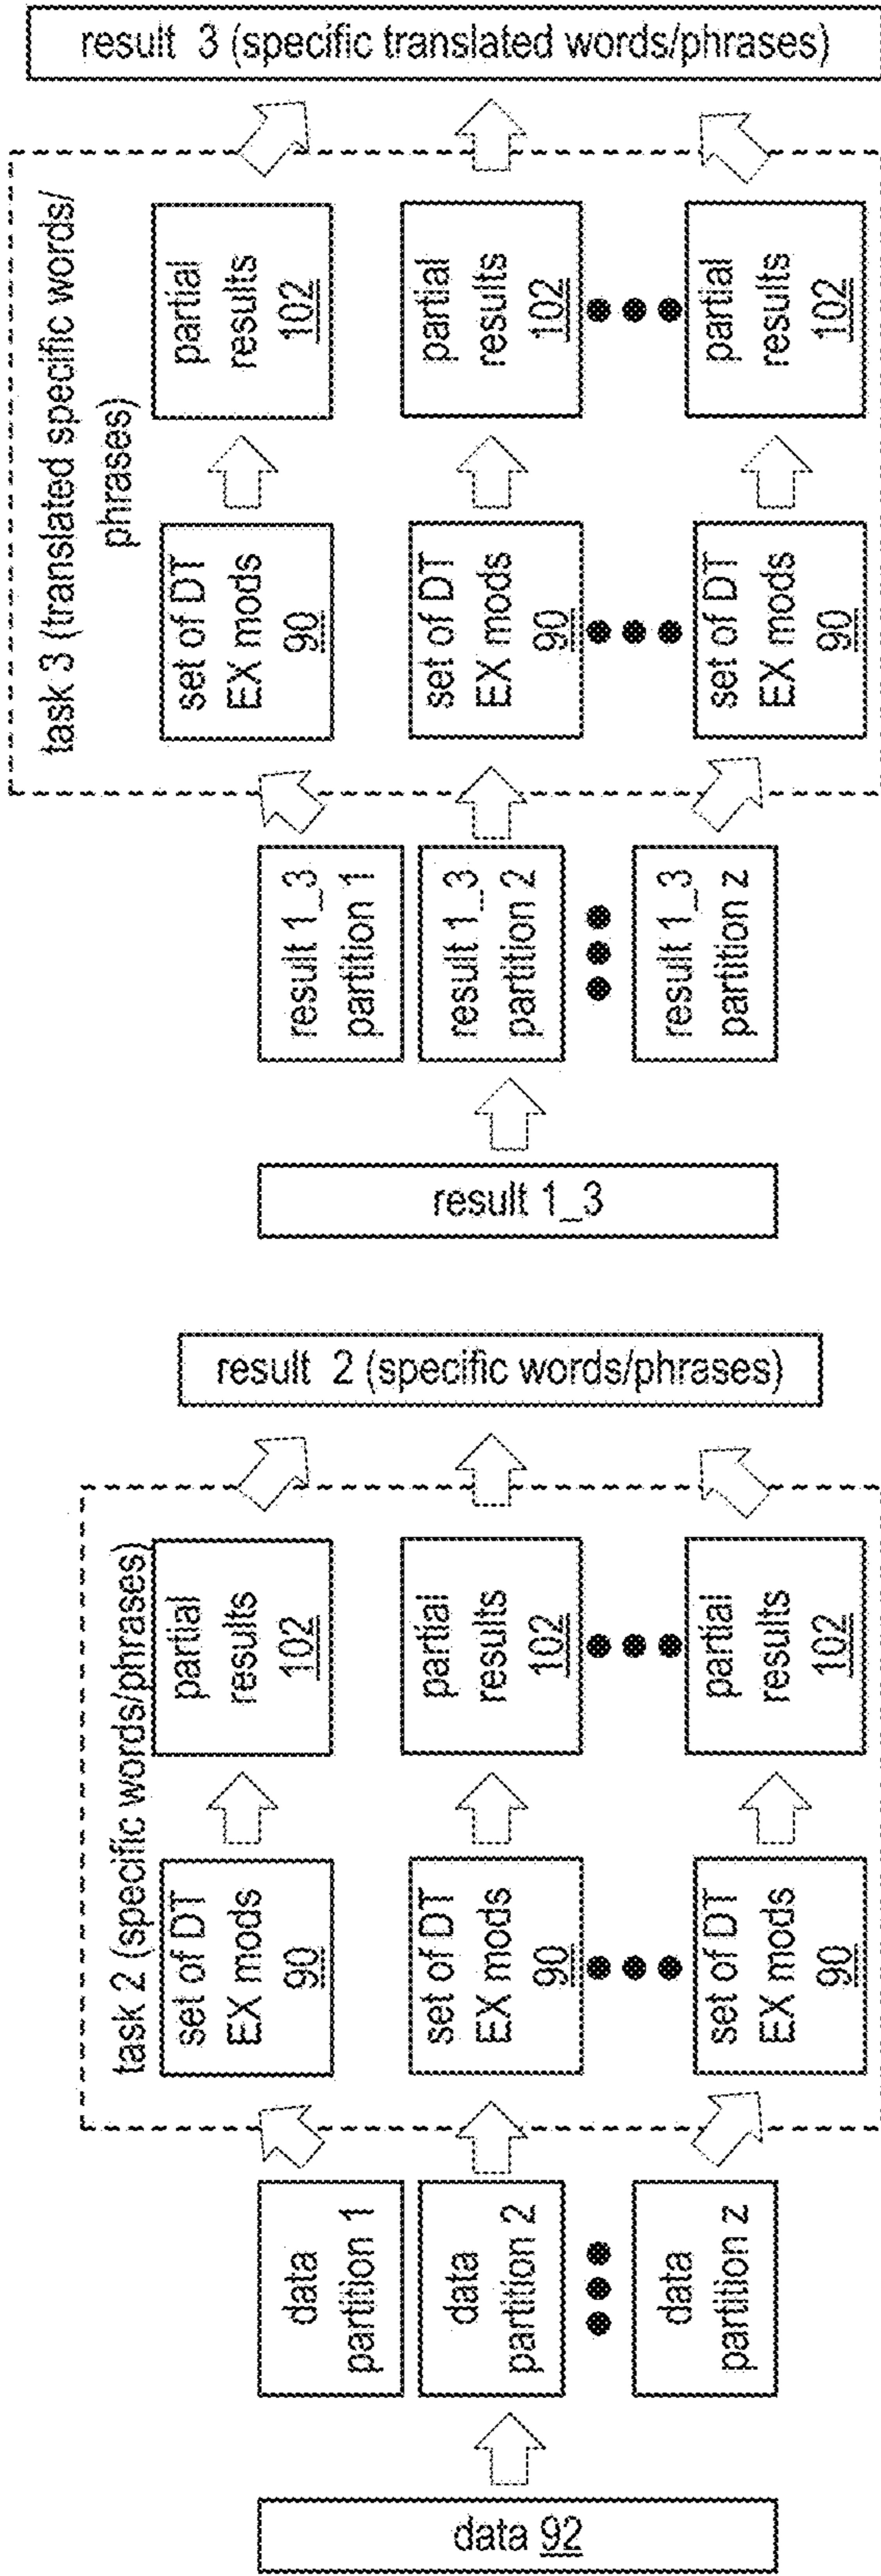 data 92
data
partition 1
data
partition 2
data
partition z
task 2 (specific words/phrases)
set of DT
EX mods
90
set of DT
EX mods
90
set of DT
EX mods
90
partial
results
102
partial
results
102
partial
results
102
result 2 (specific words/phrases)
result 1_3
result 1_3
partition 1
result 1_3
partition 2
result 1_3
partition z
task 3 (translated specific words/
phrases)
set of DT
EX mods
90
set of DT
EX mods
90
set of DT
EX mods
90
partial
results
102
partial
results
102
partial
results
102
result 3 (specific translated words/phrases)